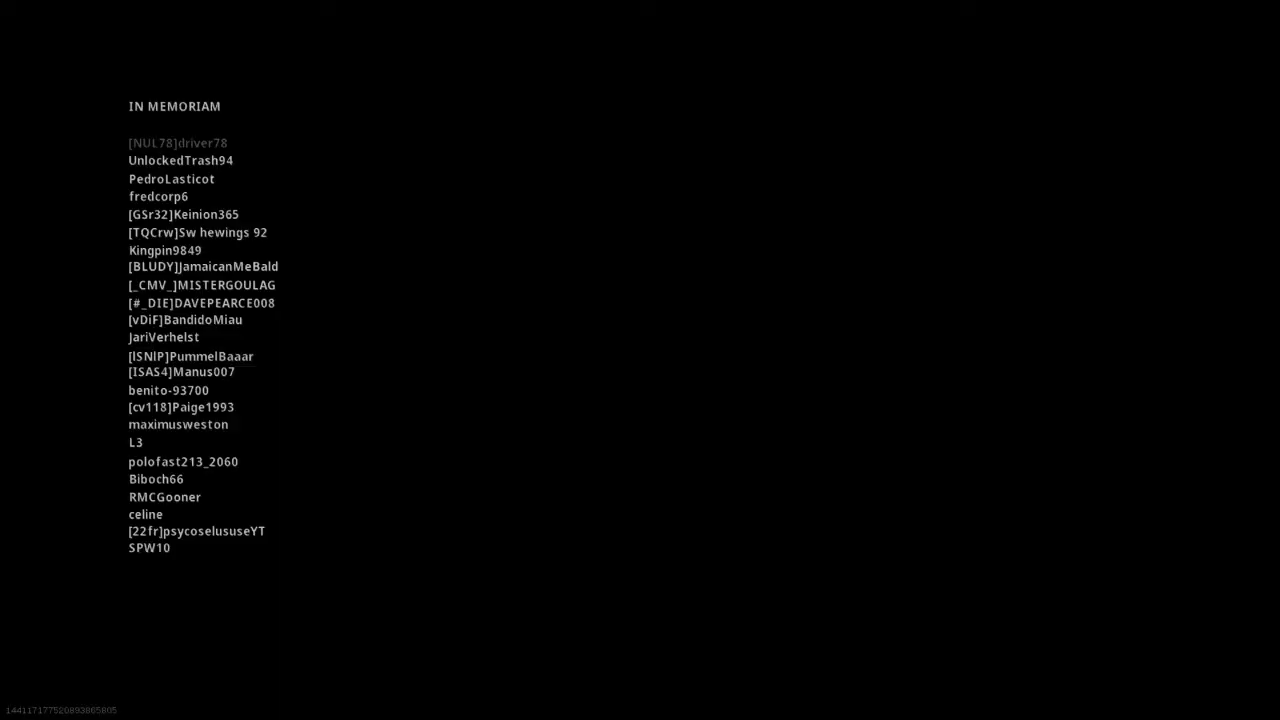 IN MEMORIAM
[NUL78]driver78
UnlockedTrash94
PedroLasticot
fredcorp6
[GSr32]Keinion365
[TQCrw]Sw hewings 92
Kingpin9849
[BLUDY]JamaicanMeBald
[_CMV_]MISTERGOULAG
[#_DIE]DAVEPEARCE008
[vDiF]BandidoMiau
JariVerhelst
[lSNlP]PummelBaaar
[ISAS4]Manus007
benito-93700
[cv118]Paige1993
maximusweston
L3
polofast213_2060
Biboch66
RMCGooner
celine
[22fr]psycoselususeYT
SPW10
14411717752089​3865805